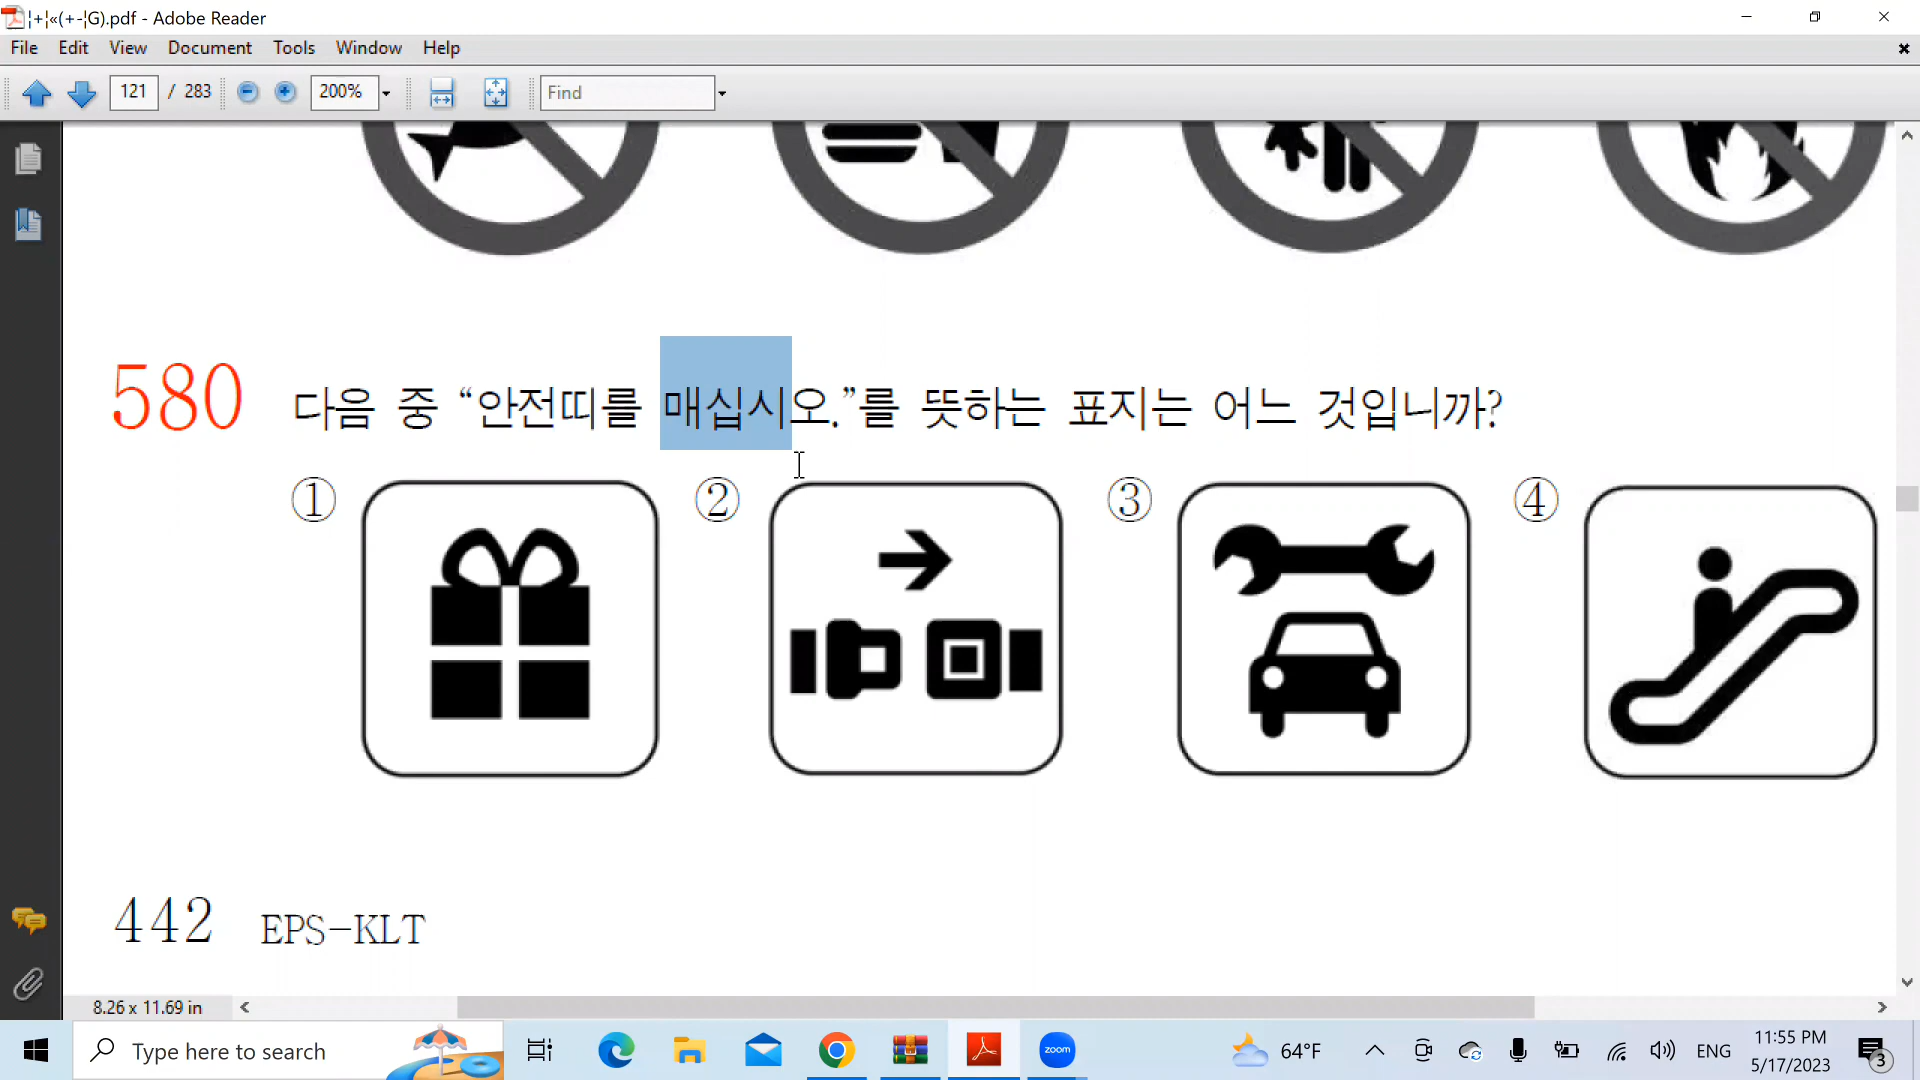 ¦+¦«(+-¦G).pdf - Adobe Reader
File Edit View Document Tools Window Help
121 / 283 200% Find
580 다음 중 “안전띠를 매십시오.”를 뜻하는 표지는 어느 것입니까?
① ② ③ ④
442 EPS-KLT
8.26 x 11.69 in
Type here to search
zoom
64°F
ENG
11:55 PM
5/17/2023
3